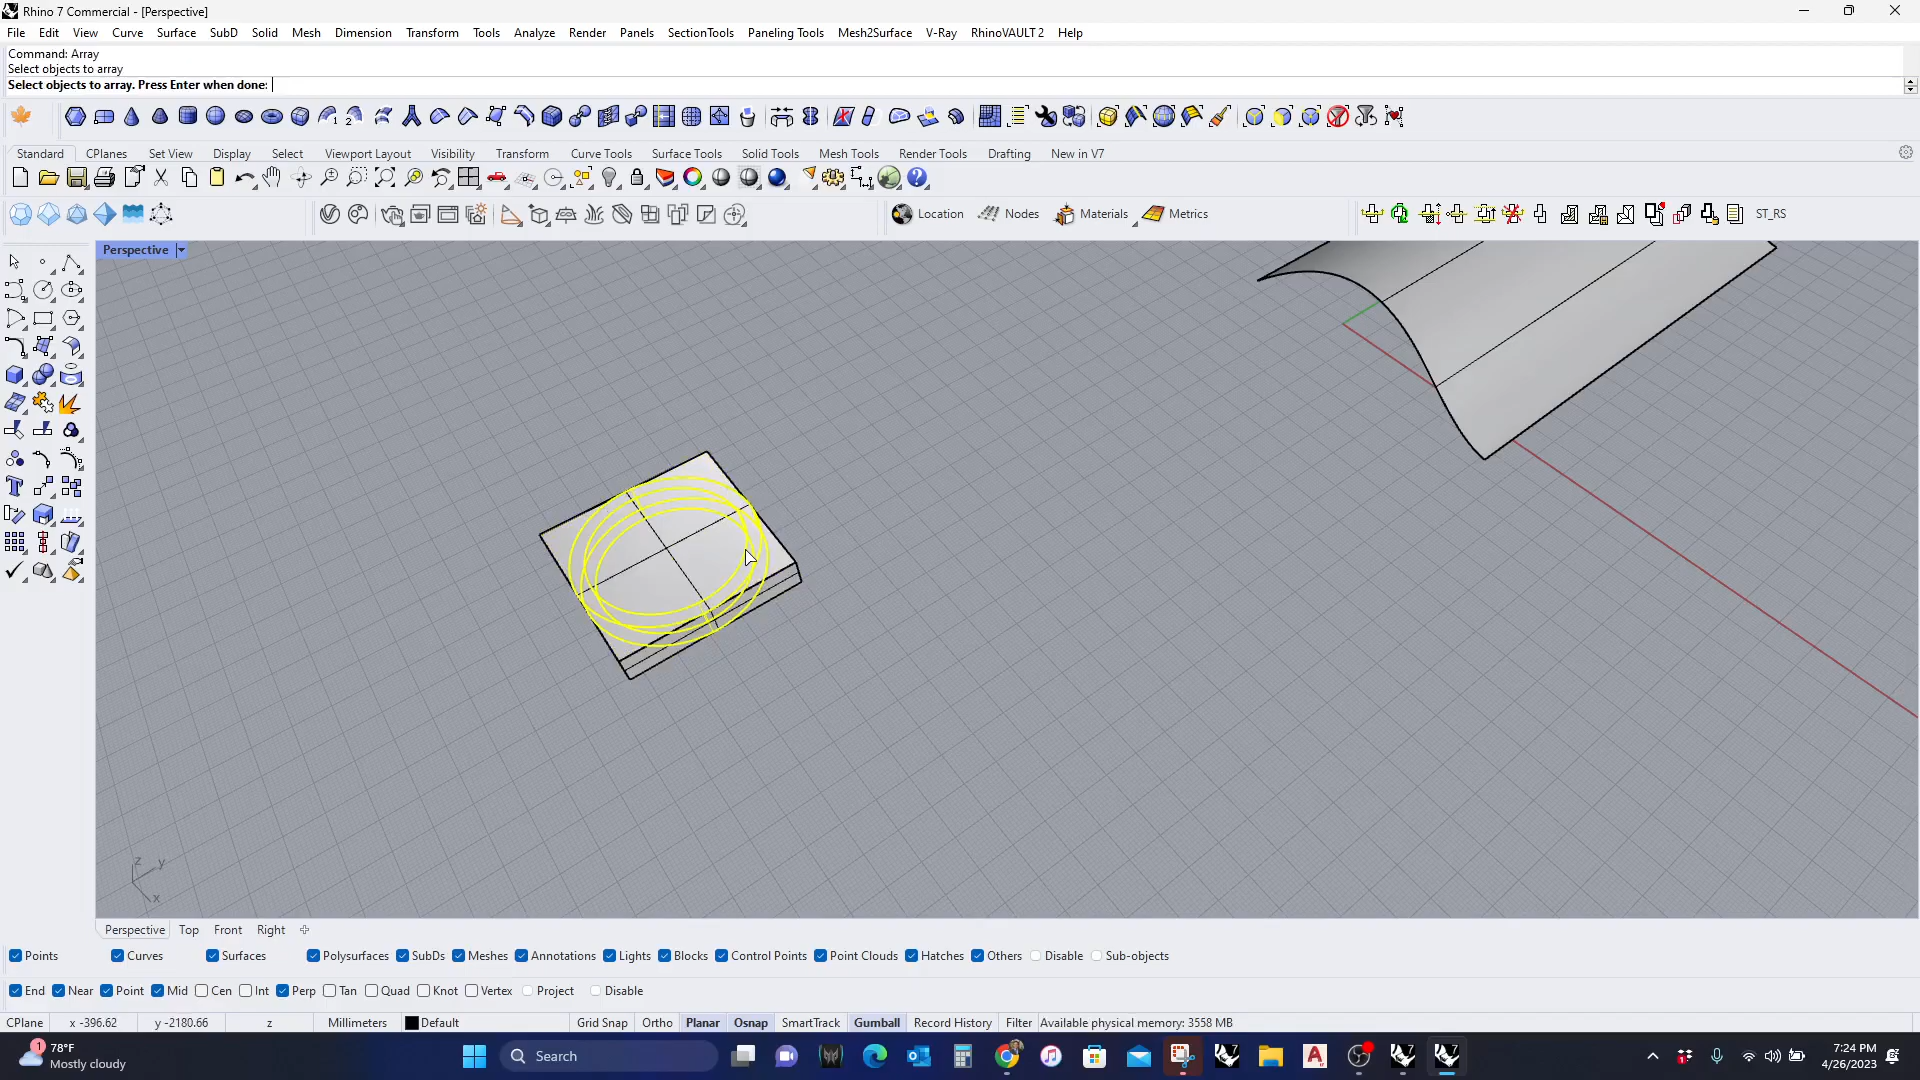 Rhino 7 Commercial - [Perspective]
File Edit View Curve Surface SubD Solid Mesh Dimension Transform Tools Analyze Render Panels SectionTools Paneling Tools Mesh2Surface V-Ray RhinoVAULT 2 Help
Command: Array
Select objects to array
Select objects to array. Press Enter when done:
Standard CPlanes Set View Display Select Viewport Layout Visibility Transform Curve Tools Surface Tools Solid Tools Mesh Tools Render Tools Drafting New in V7
Location Nodes Materials Metrics ST_RS
Perspective
z y
x
Perspective Top Front Right
Points Curves Surfaces Polysurfaces SubDs Meshes Annotations Lights Blocks Control Points Point Clouds Hatches Others Disable Sub-objects
End Near Point Mid Cen Int Perp Tan Quad Knot Vertex Project Disable
CPlane x -396.62 y -2180.66 z Millimeters Default Grid Snap Ortho Planar Osnap SmartTrack Gumball Record History Filter Available physical memory: 3558 MB
1 78°F
Mostly cloudy
Search
7:24 PM
4/26/2023